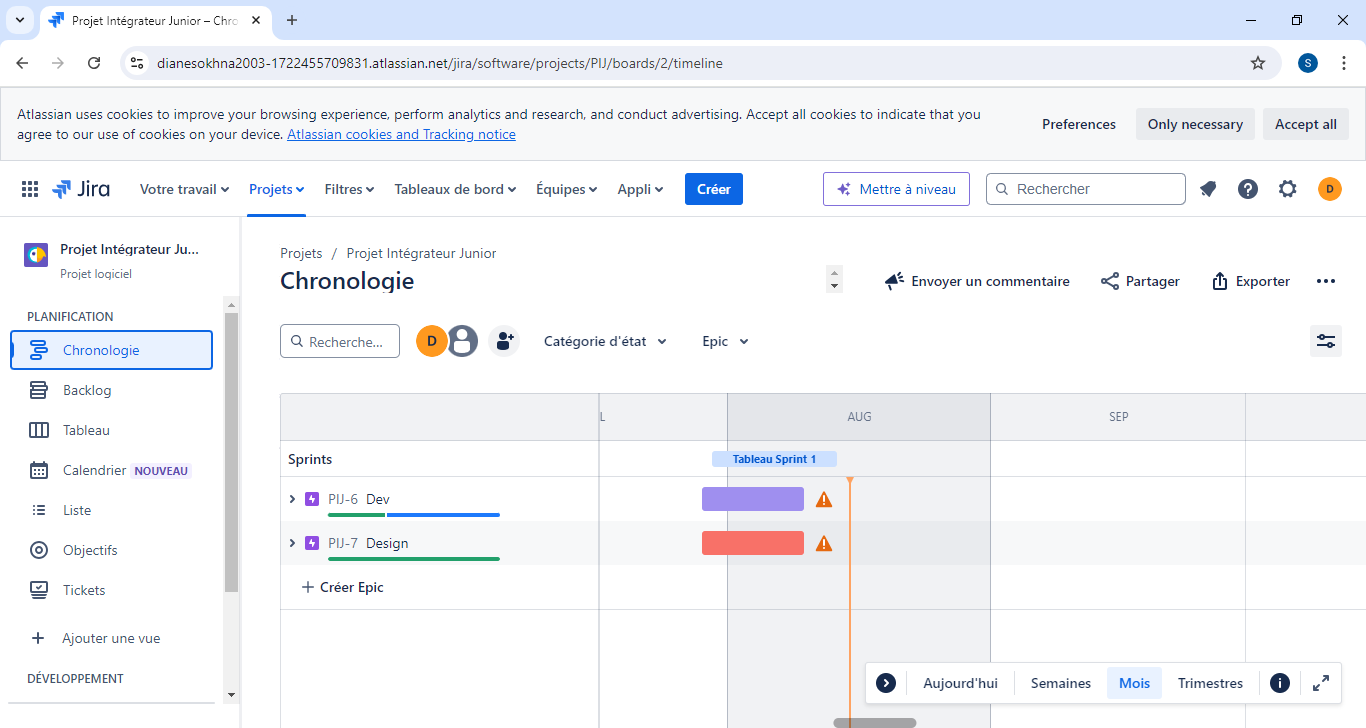 Projet Intégrateur Junior – Chro
dianesokhna2003-1722455709831.atlassian.net/jira/software/projects/PIJ/boards/2/timeline
S
Atlassian uses cookies to improve your browsing experience, perform analytics and research, and conduct advertising. Accept all cookies to indicate that you
agree to our use of cookies on your device. Atlassian cookies and Tracking notice
Preferences
Only necessary
Accept all
Jira
Votre travail
Projets
Filtres
Tableaux de bord
Équipes
Appli
Créer
Mettre à niveau
Rechercher
D
Projet Intégrateur Ju...
Projet logiciel
PLANIFICATION
Chronologie
Backlog
Tableau
Calendrier NOUVEAU
Liste
Objectifs
Tickets
Ajouter une vue
DÉVELOPPEMENT
Projets / Projet Intégrateur Junior
Chronologie
Envoyer un commentaire
Partager
Exporter
Recherche...
D
Catégorie d'état
Epic
L
AUG
SEP
Sprints
Tableau Sprint 1
PIJ-6 Dev
PIJ-7 Design
Créer Epic
Aujourd'hui
Semaines
Mois
Trimestres